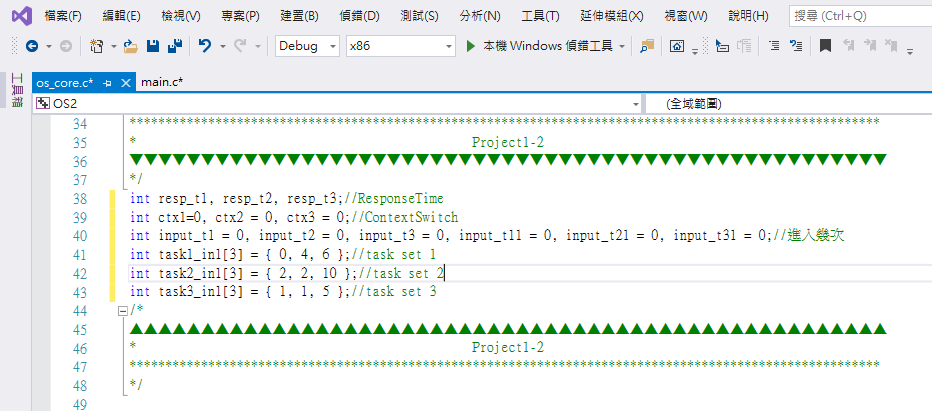 檔案(F) 編輯(E) 檢視(V) 專案(P) 建置(B) 偵錯(D) 測試(S) 分析(N) 工具(T) 延伸模組(X) 視窗(W) 說明(H) 搜尋 (Ctrl+Q)
Debug x86 本機 Windows 偵錯工具
工具箱
os_core.c* main.c*
OS2 (全域範圍)
34 *********************************************************************************************************
35 * Project1-2
36 ▼▼▼▼▼▼▼▼▼▼▼▼▼▼▼▼▼▼▼▼▼▼▼▼▼▼▼▼▼▼▼▼▼▼▼▼▼▼▼▼▼▼▼▼▼▼▼▼▼▼▼▼▼
37 */
38 int resp_t1, resp_t2, resp_t3;//ResponseTime
39 int ctx1=0, ctx2 = 0, ctx3 = 0;//ContextSwitch
40 int input_t1 = 0, input_t2 = 0, input_t3 = 0, input_t11 = 0, input_t21 = 0, input_t31 = 0;//進入幾次
41 int task1_in1[3] = { 0, 4, 6 };//task set 1
42 int task2_in1[3] = { 2, 2, 10 };//task set 2
43 int task3_in1[3] = { 1, 1, 5 };//task set 3
44 /*
45 ▲▲▲▲▲▲▲▲▲▲▲▲▲▲▲▲▲▲▲▲▲▲▲▲▲▲▲▲▲▲▲▲▲▲▲▲▲▲▲▲▲▲▲▲▲▲▲▲▲▲▲▲▲
46 * Project1-2
47 *********************************************************************************************************
48 */
49